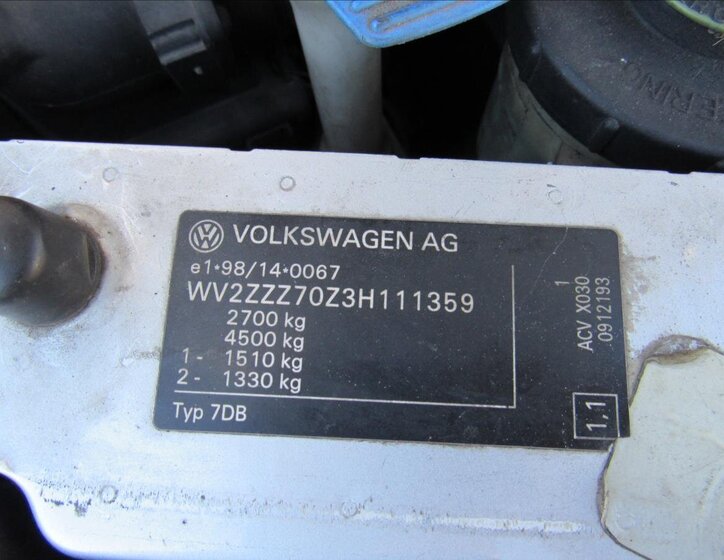 VOLKSWAGEN AG
e1*98/14*0067
WV2ZZZ70Z3H111359
2700 kg
4500 kg
1- 1510 kg
2- 1330 kg
Typ 7DB
1
ACV X030
0912193
1,1